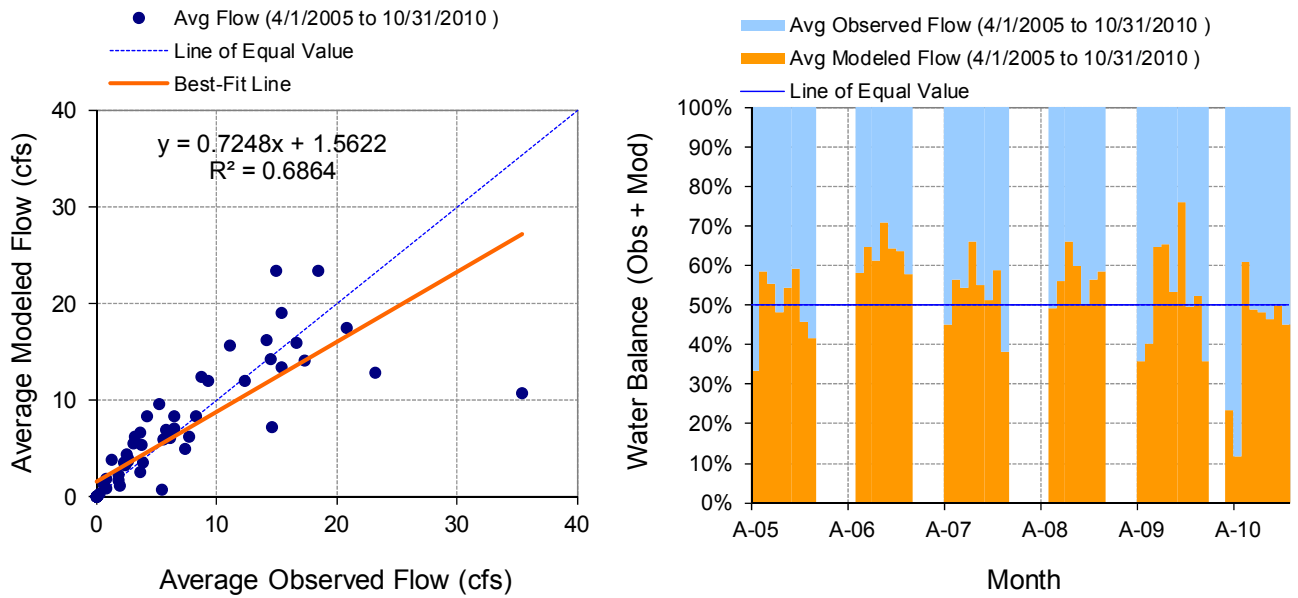 Avg Flow (4/1/2005 to 10/31/2010 )
Line of Equal Value
Best-Fit Line
y = 0.7248x + 1.5622
R² = 0.6864
Average Modeled Flow (cfs)
40
30
20
10
0
0 10 20 30 40
Average Observed Flow (cfs)
Avg Observed Flow (4/1/2005 to 10/31/2010 )
Avg Modeled Flow (4/1/2005 to 10/31/2010 )
Line of Equal Value
Water Balance (Obs + Mod)
100%
90%
80%
70%
60%
50%
40%
30%
20%
10%
0%
A-05 A-06 A-07 A-08 A-09 A-10
Month